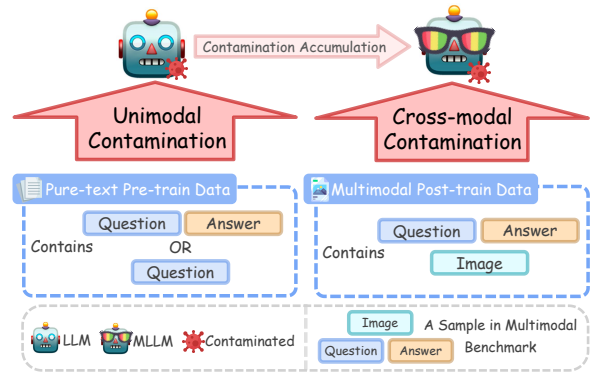 Contamination Accumulation
Unimodal
Contamination
Cross-modal
Contamination
Pure-text Pre-train Data
Question
Answer
Contains
OR
Question
Multimodal Post-train Data
Question
Answer
Contains
Image
LLM
MLLM
Contaminated
Image
Question
Answer
A Sample in Multimodal
Benchmark